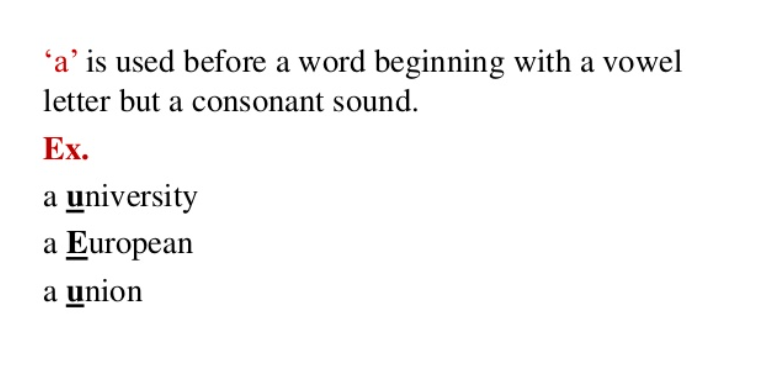 ‘a’ is used before a word beginning with a vowel
letter but a consonant sound.
Ex.
a university
a European
a union